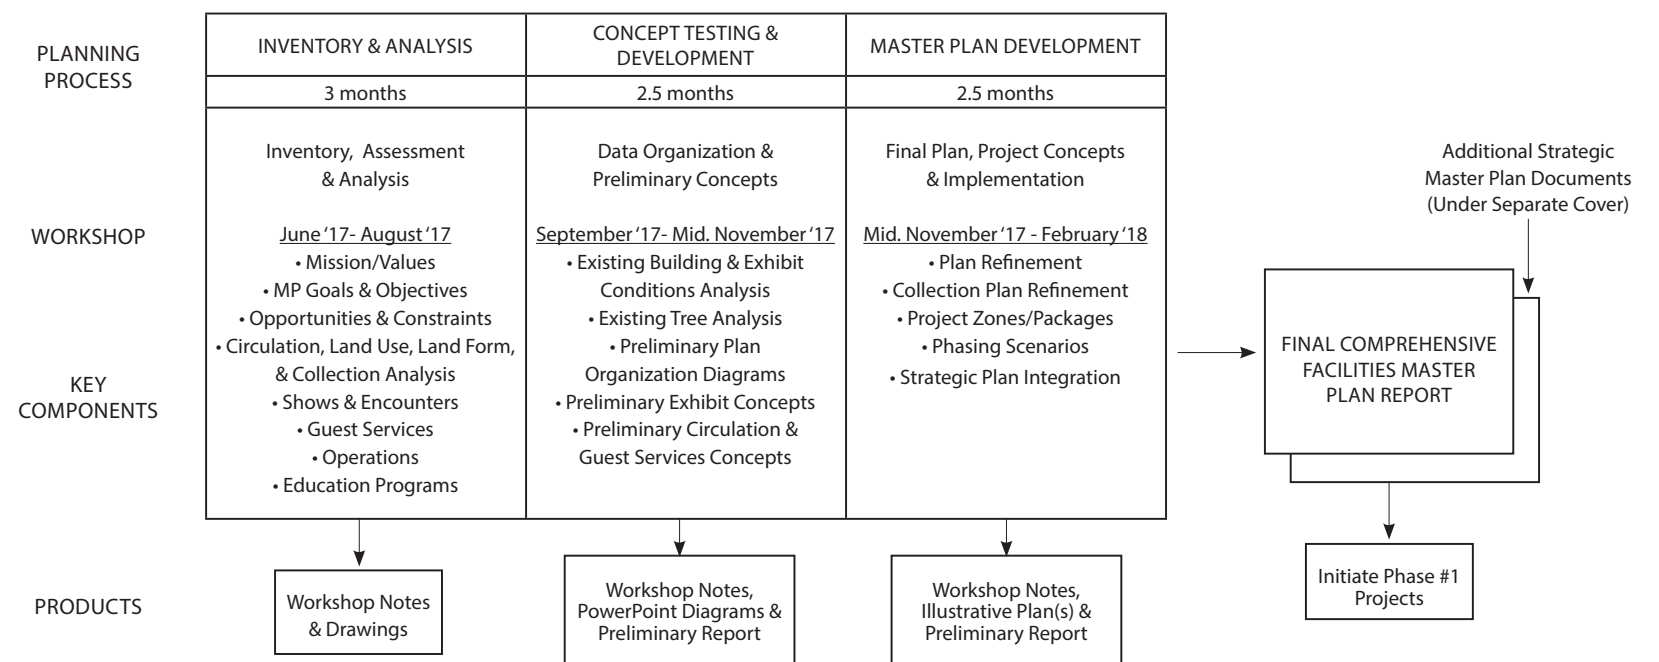 PLANNING
PROCESS
INVENTORY & ANALYSIS
CONCEPT TESTING &
DEVELOPMENT
MASTER PLAN DEVELOPMENT
3 months
2.5 months
2.5 months
Inventory, Assessment
& Analysis
Data Organization &
Preliminary Concepts
Final Plan, Project Concepts
& Implementation
WORKSHOP
KEY
COMPONENTS
June ‘17- August ‘17
• Mission/Values
• MP Goals & Objectives
• Opportunities & Constraints
• Circulation, Land Use, Land Form,
& Collection Analysis
• Shows & Encounters
• Guest Services
• Operations
• Education Programs
September ‘17- Mid. November ‘17
• Existing Building & Exhibit
Conditions Analysis
• Existing Tree Analysis
• Preliminary Plan
Organization Diagrams
• Preliminary Exhibit Concepts
• Preliminary Circulation &
Guest Services Concepts
Mid. November ‘17 - February ‘18
• Plan Refinement
• Collection Plan Refinement
• Project Zones/Packages
• Phasing Scenarios
• Strategic Plan Integration
Additional Strategic
Master Plan Documents
(Under Separate Cover)
FINAL COMPREHENSIVE
FACILITIES MASTER
PLAN REPORT
PRODUCTS
Workshop Notes
& Drawings
Workshop Notes,
PowerPoint Diagrams &
Preliminary Report
Workshop Notes,
Illustrative Plan(s) &
Preliminary Report
Initiate Phase #1
Projects